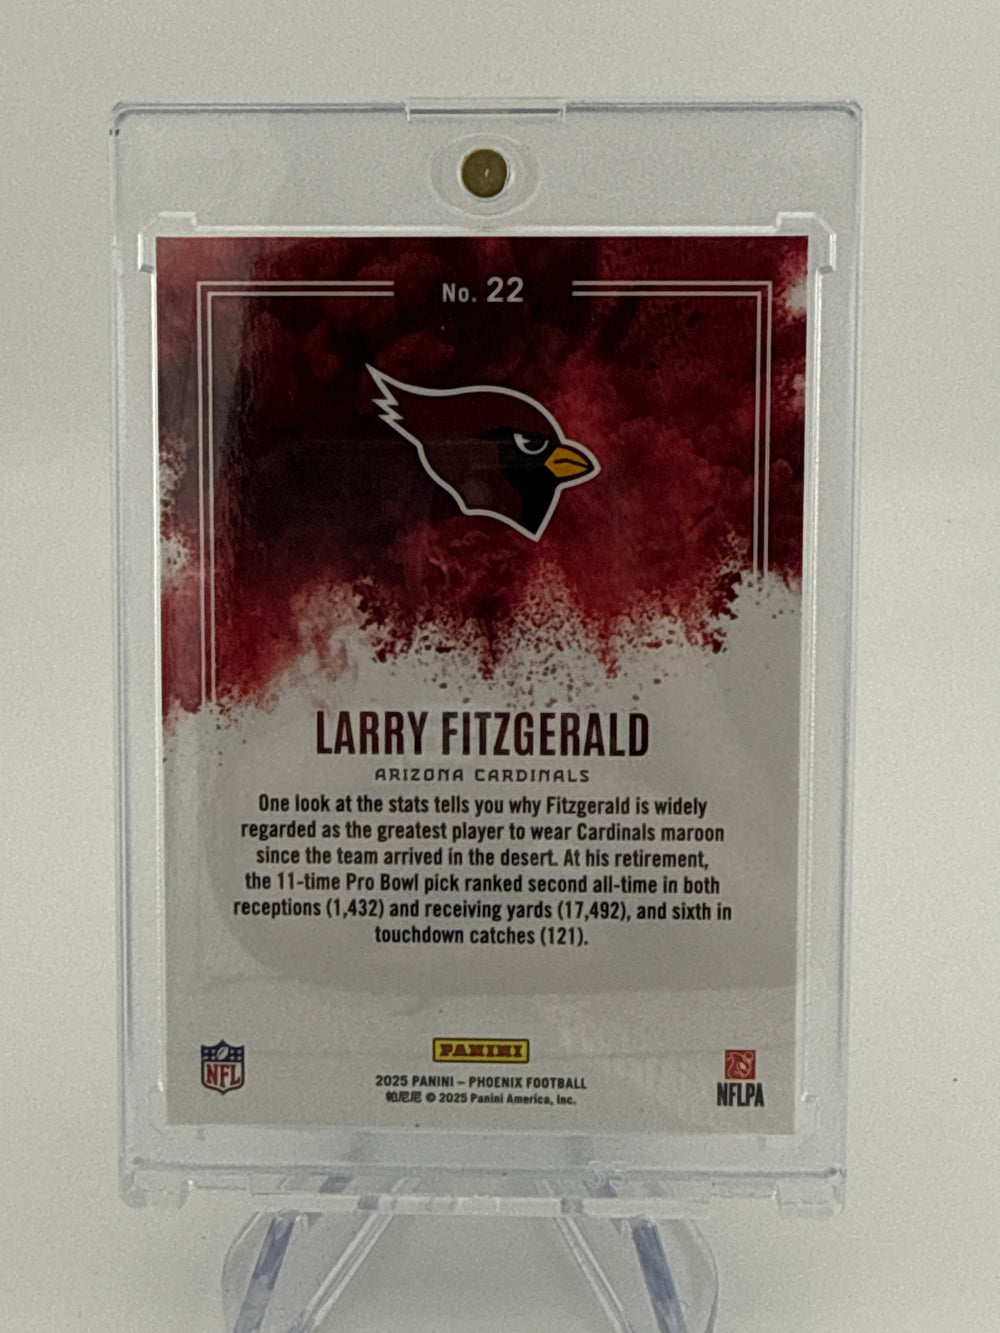 No. 22
LARRY FITZGERALD
ARIZONA CARDINALS
One look at the stats tells you why Fitzgerald is widely
regarded as the greatest player to wear Cardinals maroon
since the team arrived in the desert. At his retirement,
the 11-time Pro Bowl pick ranked second all-time in both
receptions (1,432) and receiving yards (17,492), and sixth in
touchdown catches (121).
NFL
PANINI
2025 PANINI – PHOENIX FOOTBALL
帕尼尼 © 2025 Panini America, Inc.
NFLPA